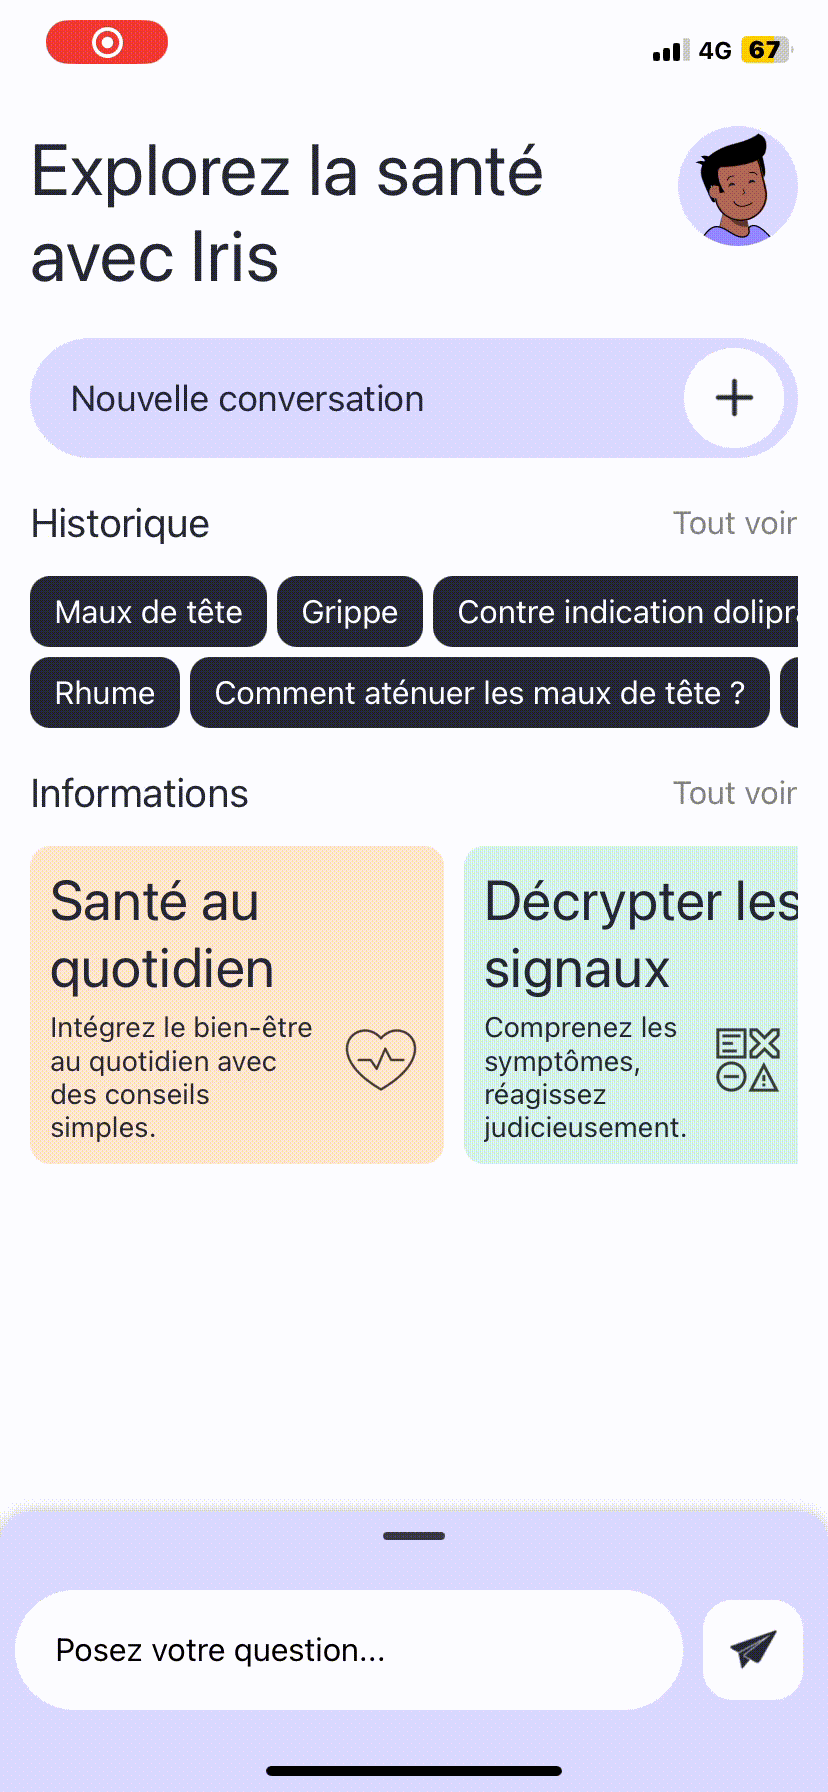 4G 67
Explorez la santé
avec Iris
Nouvelle conversation
Historique
Tout voir
Maux de tête
Grippe
Contre indication dolipra
Rhume
Comment aténuer les maux de tête ?
Informations
Tout voir
Santé au
quotidien
Intégrez le bien-être
au quotidien avec
des conseils
simples.
Décrypter les
signaux
Comprenez les
symptômes,
réagissez
judicieusement.
Posez votre question...